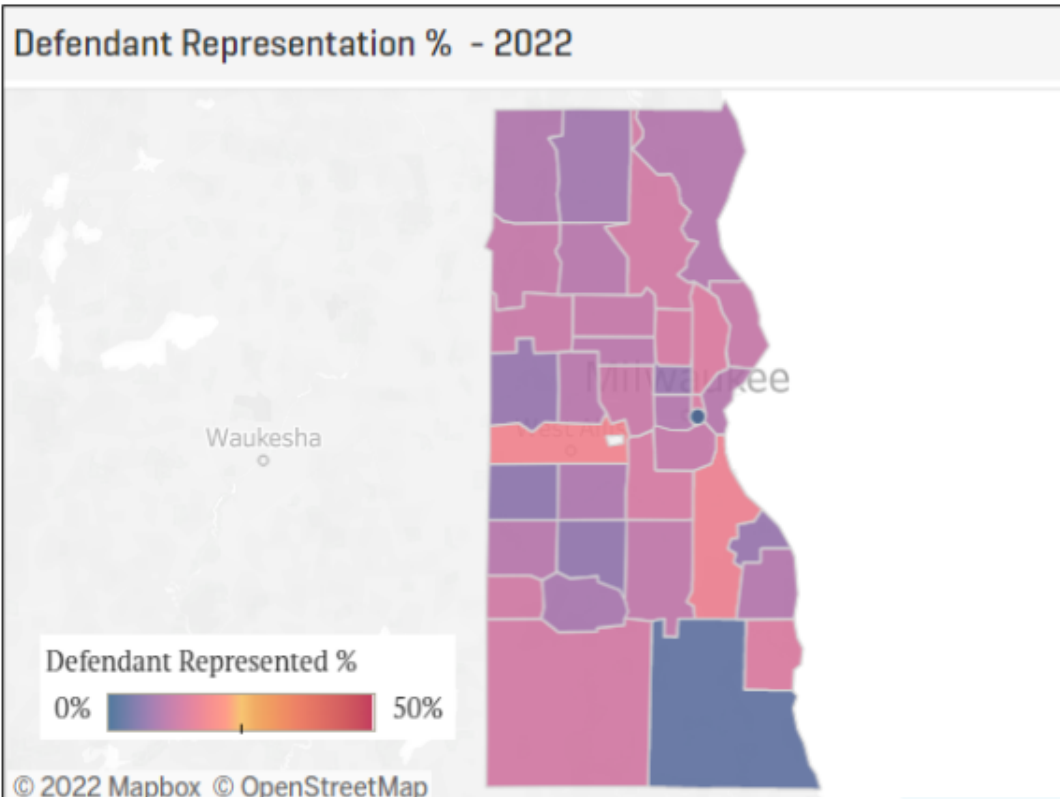 Defendant Representation % - 2022
Milwaukee
West Allis
Waukesha
Defendant Represented %
0%
50%
© 2022 Mapbox © OpenStreetMap